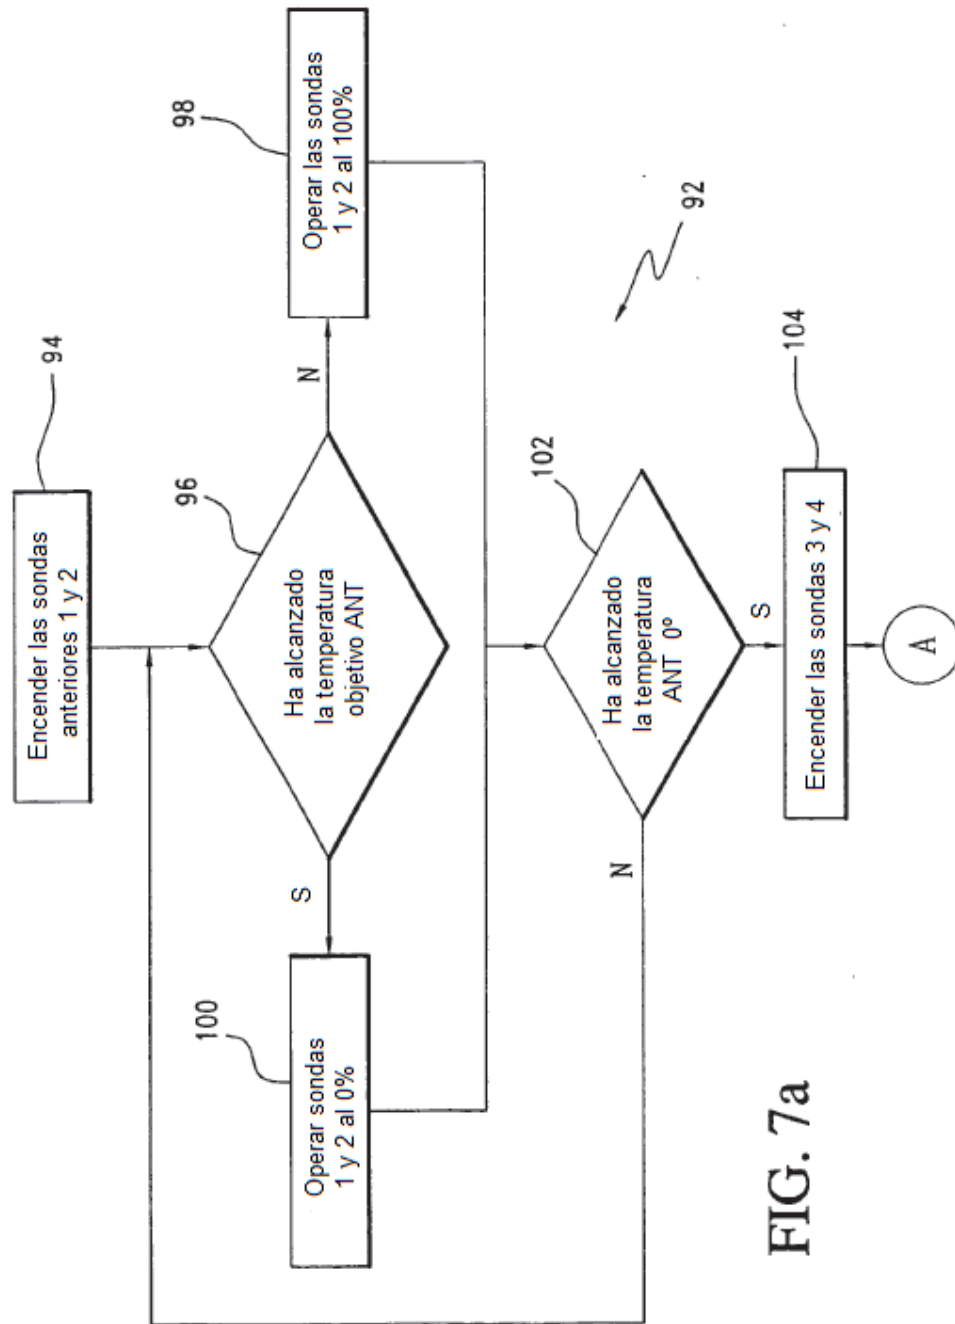 Encender las sondas
anteriores 1 y 2
94
Ha alcanzado
la temperatura
objetivo ANT
96
S
N
Operar sondas
1 y 2 al 0%
100
Operar las sondas
1 y 2 al 100%
98
Ha alcanzado
la temperatura
ANT 0º
102
N
S
92
Encender las sondas 3 y 4
104
A
FIG. 7a